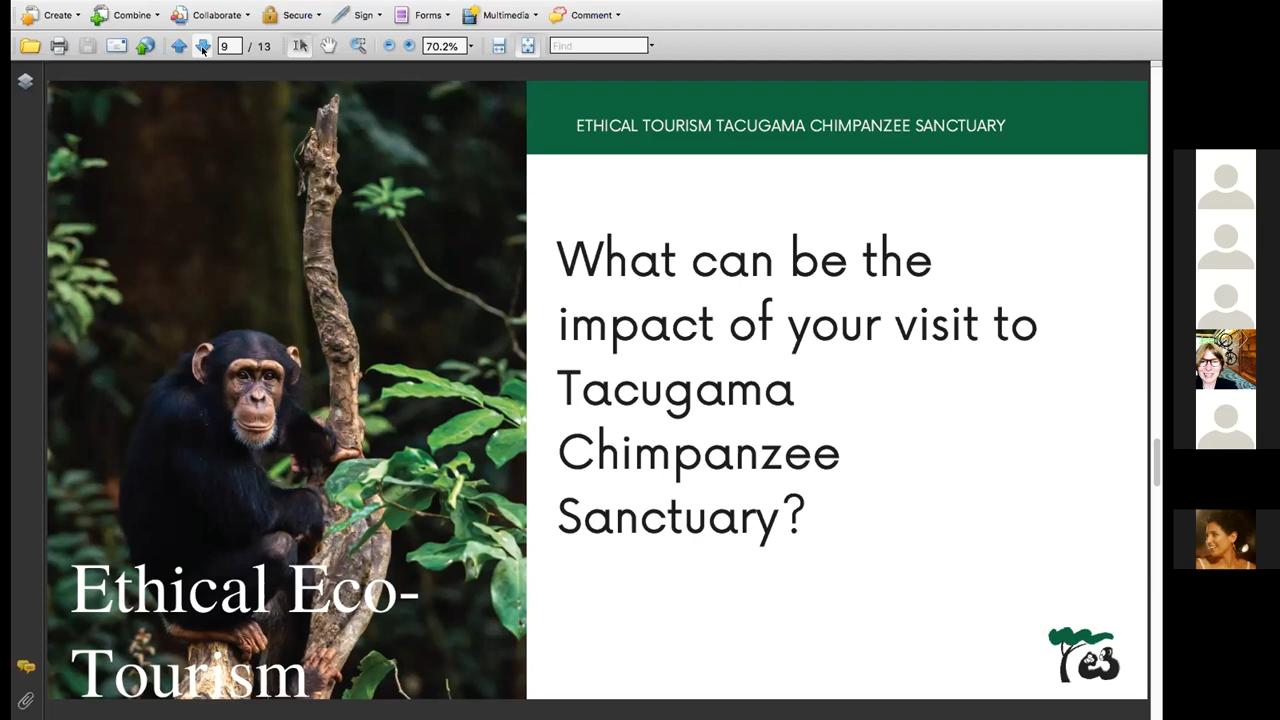 Create Combine Collaborate Secure Sign Forms Multimedia Comment
9 / 13 70.2% Find
ETHICAL TOURISM TACUGAMA CHIMPANZEE SANCTUARY
What can be the
impact of your visit to
Tacugama
Chimpanzee
Sanctuary?
Ethical Eco-
Tourism